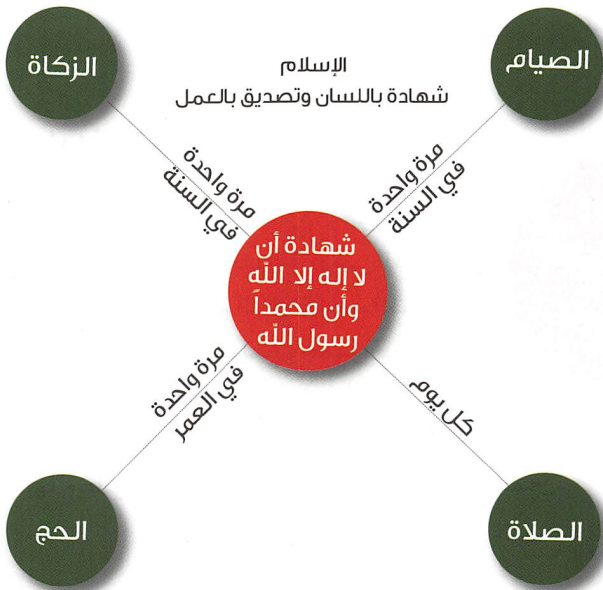 الصيام
الزكاة
الإسلام
شهادة باللسان وتصديق بالعمل
مرة واحدة
في السنة
مرة واحدة
في السنة
شهادة أن
لا إله إلا الله
وأن محمداً
رسول الله
كل يوم
مرة واحدة
في العمر
الصلاة
الحج